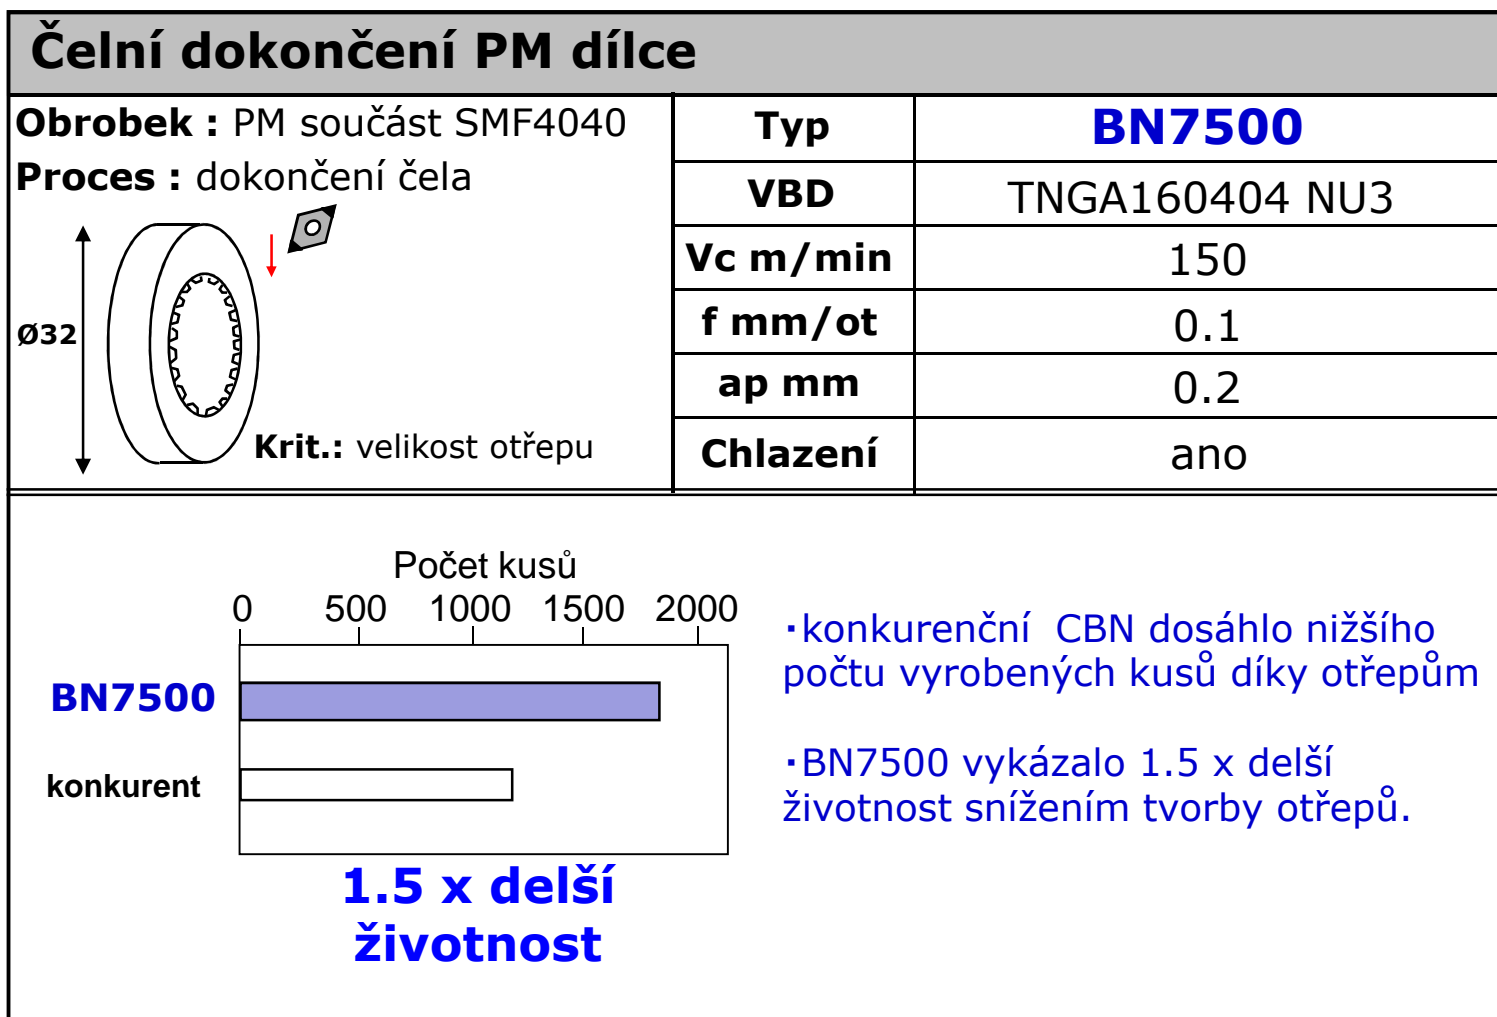 Čelní dokončení PM dílce
Obrobek : PM součást SMF4040
Proces : dokončení čela
Ø32
Krit.: velikost otřepu
Typ BN7500
VBD TNGA160404 NU3
Vc m/min 150
f mm/ot 0.1
ap mm 0.2
Chlazení ano
Počet kusů
0 500 1000 1500 2000
BN7500
konkurent
1.5 x delší
životnost
･konkurenční CBN dosáhlo nižšího
počtu vyrobených kusů díky otřepům
･BN7500 vykázalo 1.5 x delší
životnost snížením tvorby otřepů.